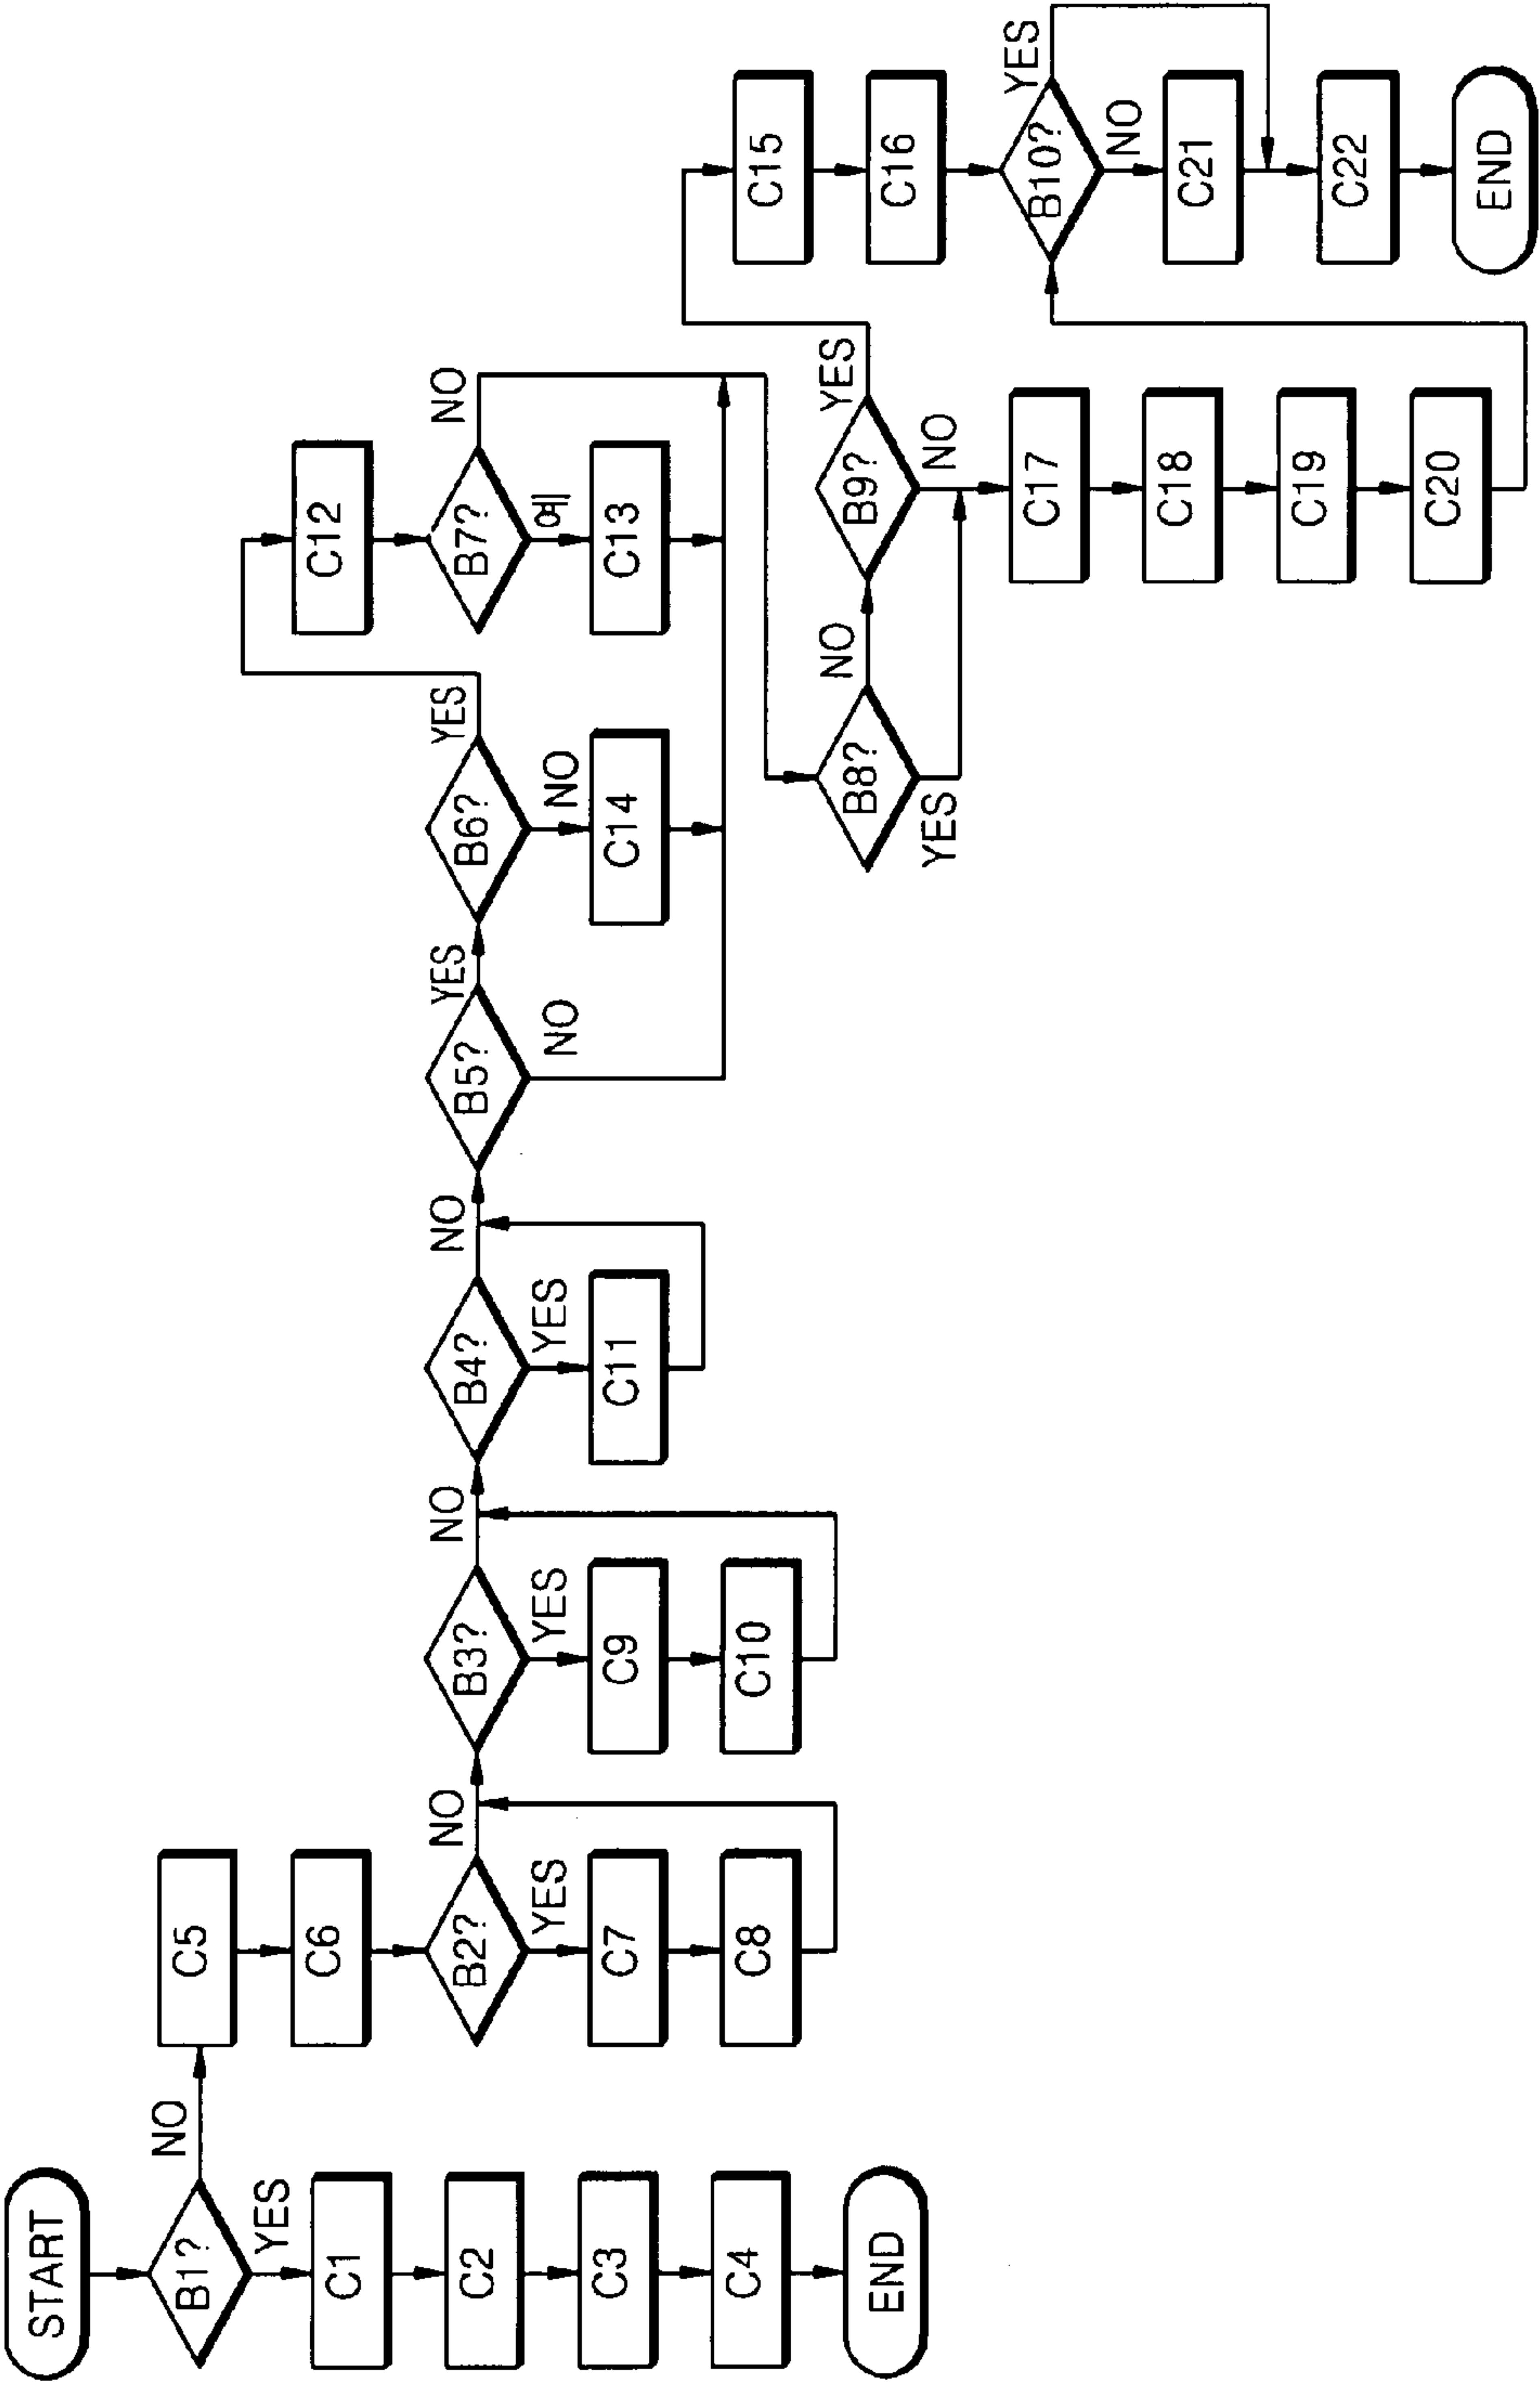 START
B1?
NO
YES
C1
C2
C3
C4
END
C5
C6
B2?
NO
YES
C7
C8
B3?
NO
YES
C9
C10
B4?
NO
YES
C11
B5?
YES
NO
B6?
YES
NO
C14
C12
B7?
NO
예
C13
B8?
NO
YES
B9?
YES
NO
C17
C18
C19
C20
C15
C16
B10?
YES
NO
C21
C22
END